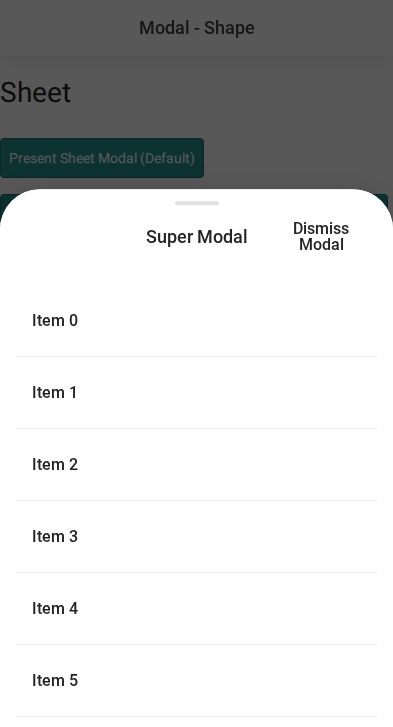 Modal - Shape
Sheet
Present Sheet Modal (Default)
Super Modal
Dismiss
Modal
Item 0
Item 1
Item 2
Item 3
Item 4
Item 5